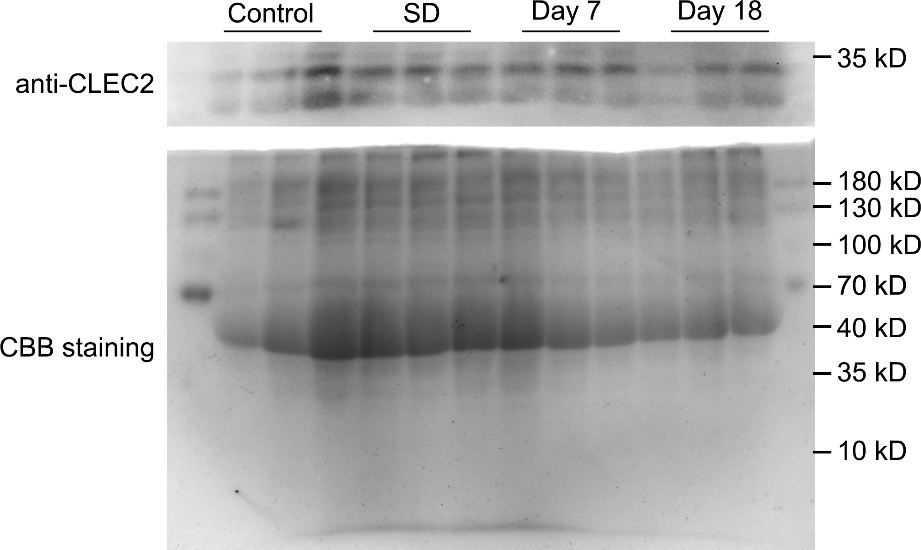 Control SD Day 7 Day 18
anti-CLEC2
35 kD
180 kD
130 kD
100 kD
70 kD
40 kD
CBB staining
35 kD
10 kD